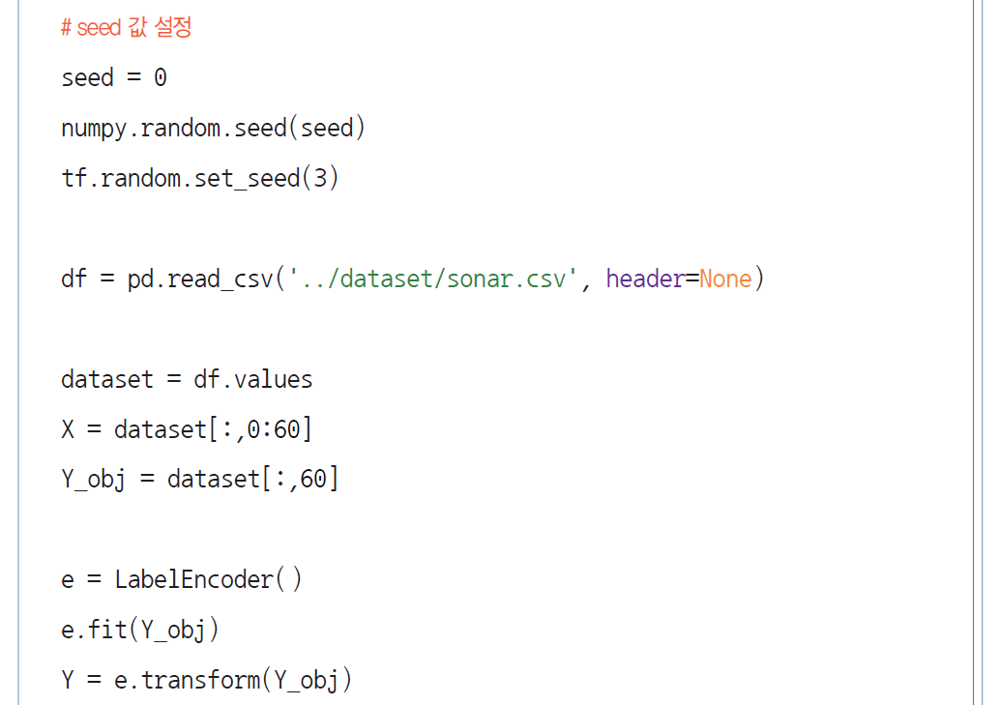 # seed 값 설정
seed = 0
numpy.random.seed(seed)
tf.random.set_seed(3)
df = pd.read_csv('../dataset/sonar.csv', header=None)
dataset = df.values
X = dataset[:,0:60]
Y_obj = dataset[:,60]
e = LabelEncoder()
e.fit(Y_obj)
Y = e.transform(Y_obj)